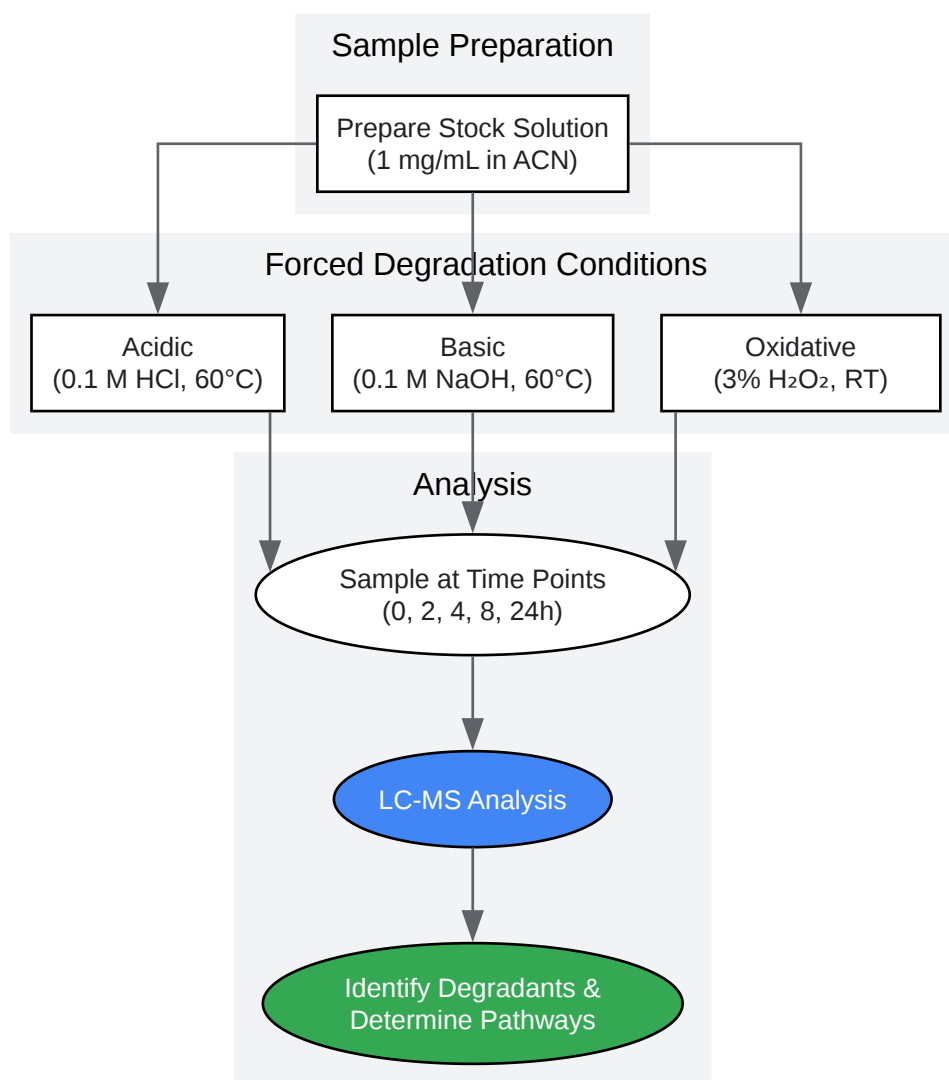 Sample Preparation
Prepare Stock Solution
(1 mg/mL in ACN)
Forced Degradation Conditions
Acidic
(0.1 M HCl, 60°C)
Basic
(0.1 M NaOH, 60°C)
Oxidative
(3% H₂O₂, RT)
Analysis
Sample at Time Points
(0, 2, 4, 8, 24h)
LC-MS Analysis
Identify Degradants &
Determine Pathways